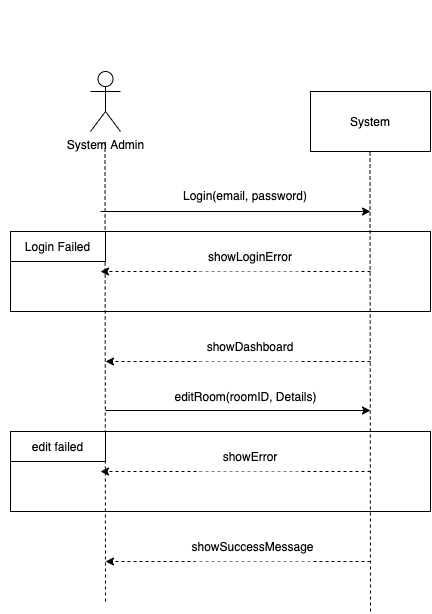 System Admin
System
Login(email, password)
Login Failed
showLoginError
showDashboard
editRoom(roomID, Details)
edit failed
showError
showSuccessMessage